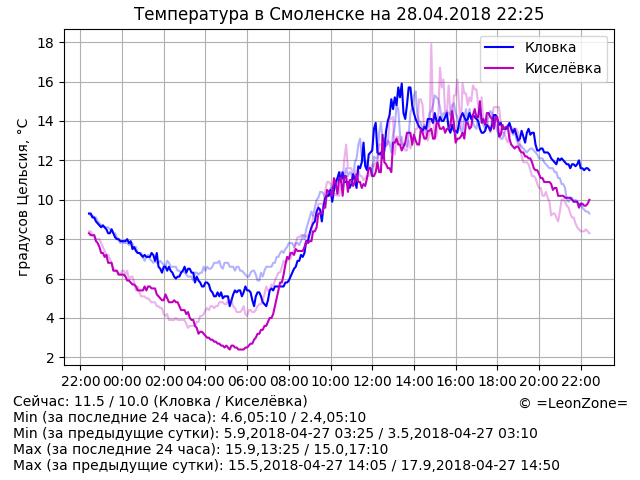 Температура в Смоленске на 28.04.2018 22:25
Кловка
Киселёвка
градусов Цельсия, °C
18
16
14
12
10
8
6
4
2
22:00 00:00 02:00 04:00 06:00 08:00 10:00 12:00 14:00 16:00 18:00 20:00 22:00
Сейчас: 11.5 / 10.0 (Кловка / Киселёвка)
© =LeonZone=
Min (за последние 24 часа): 4.6,05:10 / 2.4,05:10
Min (за предыдущие сутки): 5.9,2018-04-27 03:25 / 3.5,2018-04-27 03:10
Max (за последние 24 часа): 15.9,13:25 / 15.0,17:10
Max (за предыдущие сутки): 15.5,2018-04-27 14:05 / 17.9,2018-04-27 14:50